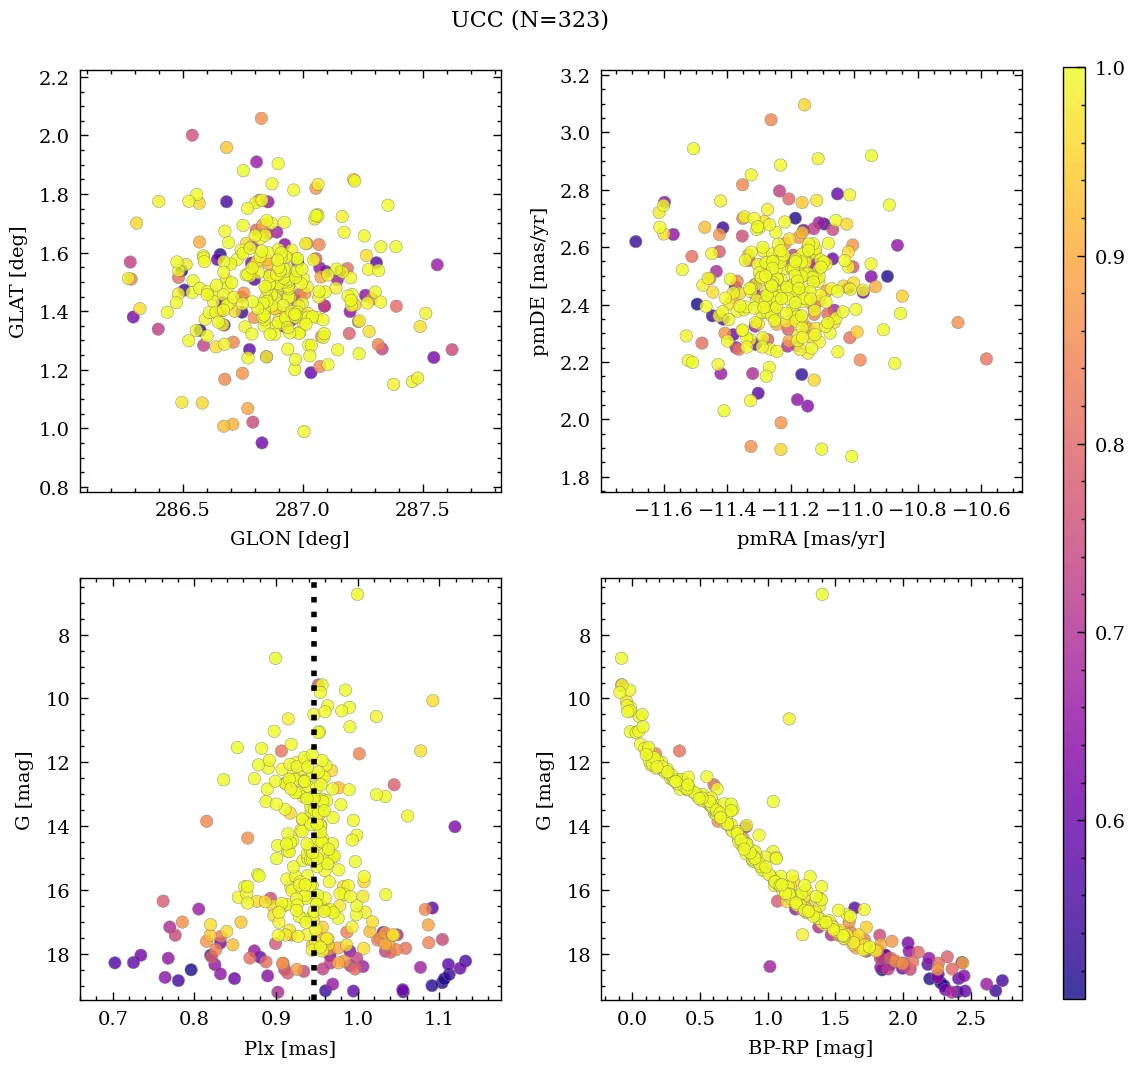 UCC (N=323)
2.2
2.0
1.8
1.6
1.4
1.2
1.0
0.8
GLAT [deg]
286.5 287.0 287.5
GLON [deg]
3.2
3.0
2.8
2.6
2.4
2.2
2.0
1.8
pmDE [mas/yr]
−11.6 −11.4 −11.2 −11.0 −10.8 −10.6
pmRA [mas/yr]
1.0
0.9
0.8
0.7
0.6
8
10
12
14
16
18
G [mag]
0.7 0.8 0.9 1.0 1.1
Plx [mas]
8
10
12
14
16
18
G [mag]
0.0 0.5 1.0 1.5 2.0 2.5
BP-RP [mag]